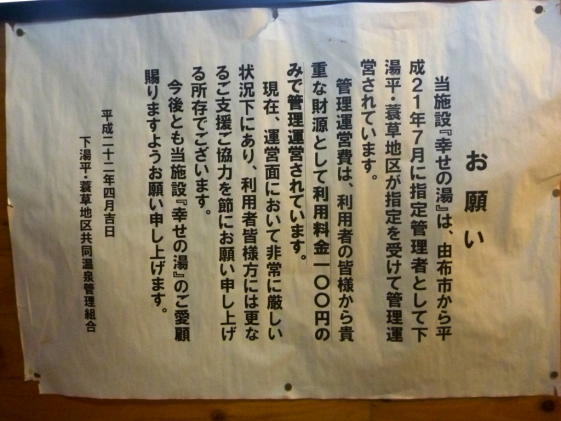 お願い
当施設『幸せの湯』は、由布市から平
成２１年７月に指定管理者として下
湯平・蓑草地区が指定を受けて管理運
営されています。
管理運営費は、利用者の皆様から貴
重な財源として利用料金一〇〇円の
みで管理運営されています。
現在、運営面において非常に厳しい
状況下にあり、利用者皆様方には更な
るご支援ご協力を節にお願い申し上げ
る所存でございます。
今後とも当施設『幸せの湯』のご愛顧
賜りますようお願い申し上げます。
平成二十二年四月吉日
下湯平・蓑草地区共同温泉管理組合